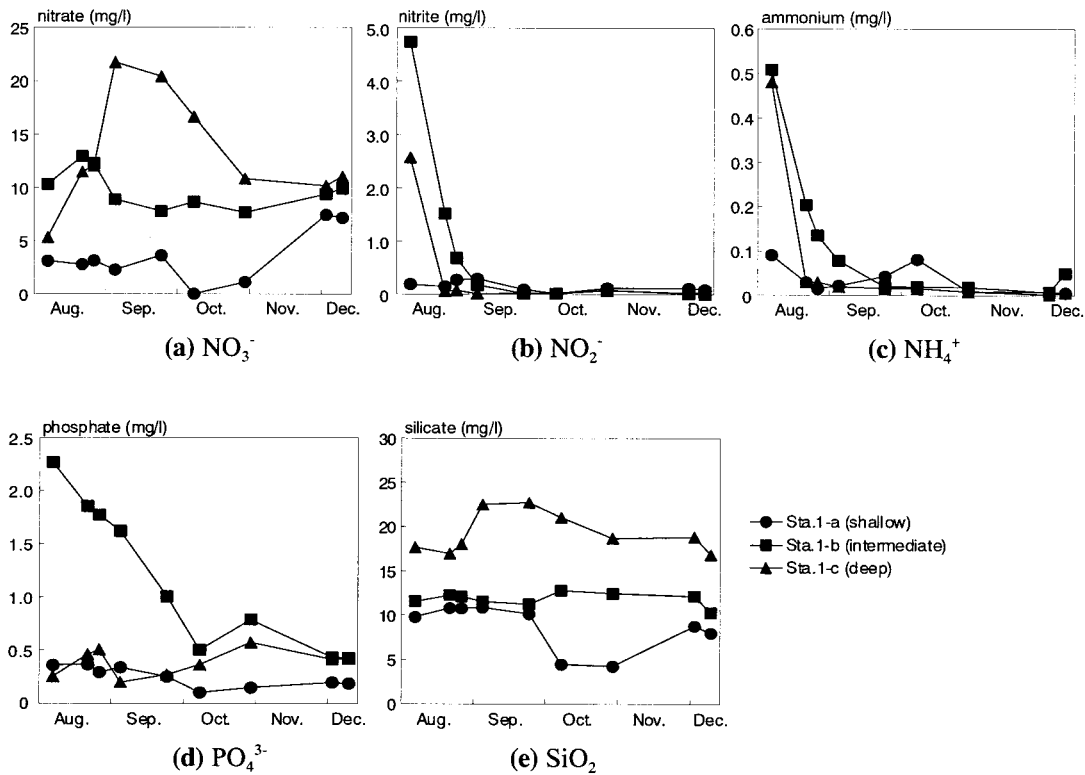 nitrate (mg/l)
25
20
15
10
5
0
Aug. Sep. Oct. Nov. Dec.
(a) NO₃⁻
nitrite (mg/l)
5.0
4.0
3.0
2.0
1.0
0
Aug. Sep. Oct. Nov. Dec.
(b) NO₂⁻
ammonium (mg/l)
0.6
0.5
0.4
0.3
0.2
0.1
0
Aug. Sep. Oct. Nov. Dec.
(c) NH₄⁺
phosphate (mg/l)
2.5
2.0
1.5
1.0
0.5
0
Aug. Sep. Oct. Nov. Dec.
(d) PO₄³⁻
silicate (mg/l)
30
25
20
15
10
5
0
Aug. Sep. Oct. Nov. Dec.
(e) SiO₂
Sta.1-a (shallow)
Sta.1-b (intermediate)
Sta.1-c (deep)